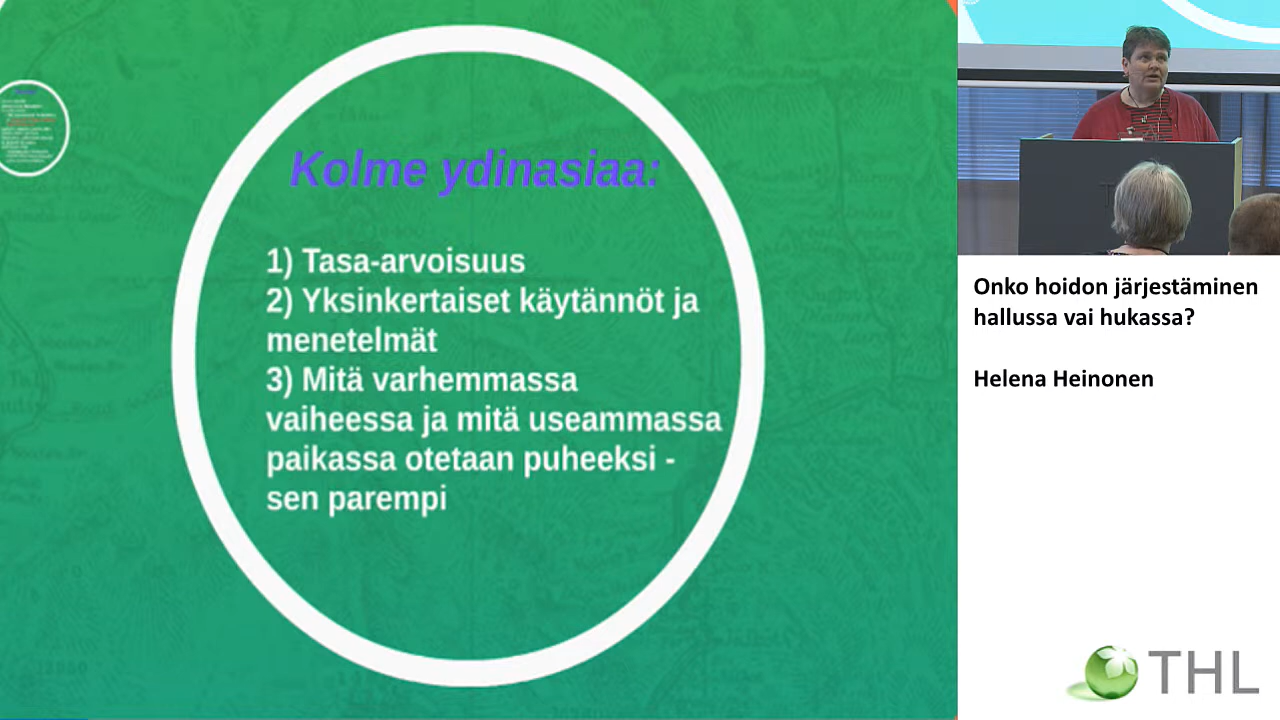 Kolme ydinasiaa:
1) Tasa-arvoisuus
2) Yksinkertaiset käytännöt ja
menetelmät
3) Mitä varhemmassa
vaiheessa ja mitä useammassa
paikassa otetaan puheeksi -
sen parempi
Onko hoidon järjestäminen
hallussa vai hukassa?
Helena Heinonen
THL